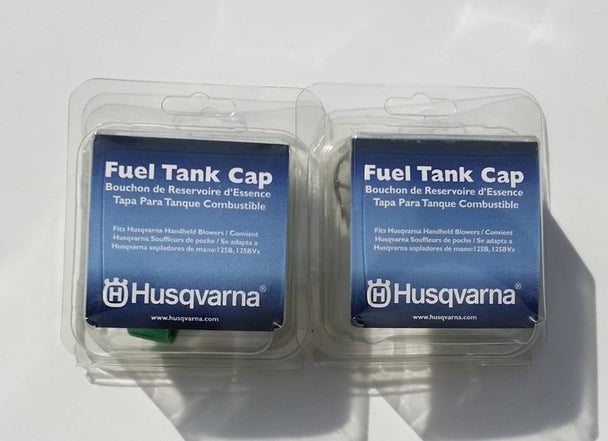 Fuel Tank Cap
Bouchon de Reservoire d'Essence
Tapa Para Tanque Combustible
Fits Husqvarna Handheld Blowers / Convient
Husqvarna Souffleurs de poche / Se adapta a
Husqvarna sopladores de mano:125B, 125BVx
Husqvarna®
www.husqvarna.com
Fuel Tank Cap
Bouchon de Reservoire d'Essence
Tapa Para Tanque Combustible
Fits Husqvarna Handheld Blowers / Convient
Husqvarna Souffleurs de poche / Se adapta a
Husqvarna sopladores de mano:125B, 125BVx
Husqvarna®
www.husqvarna.com